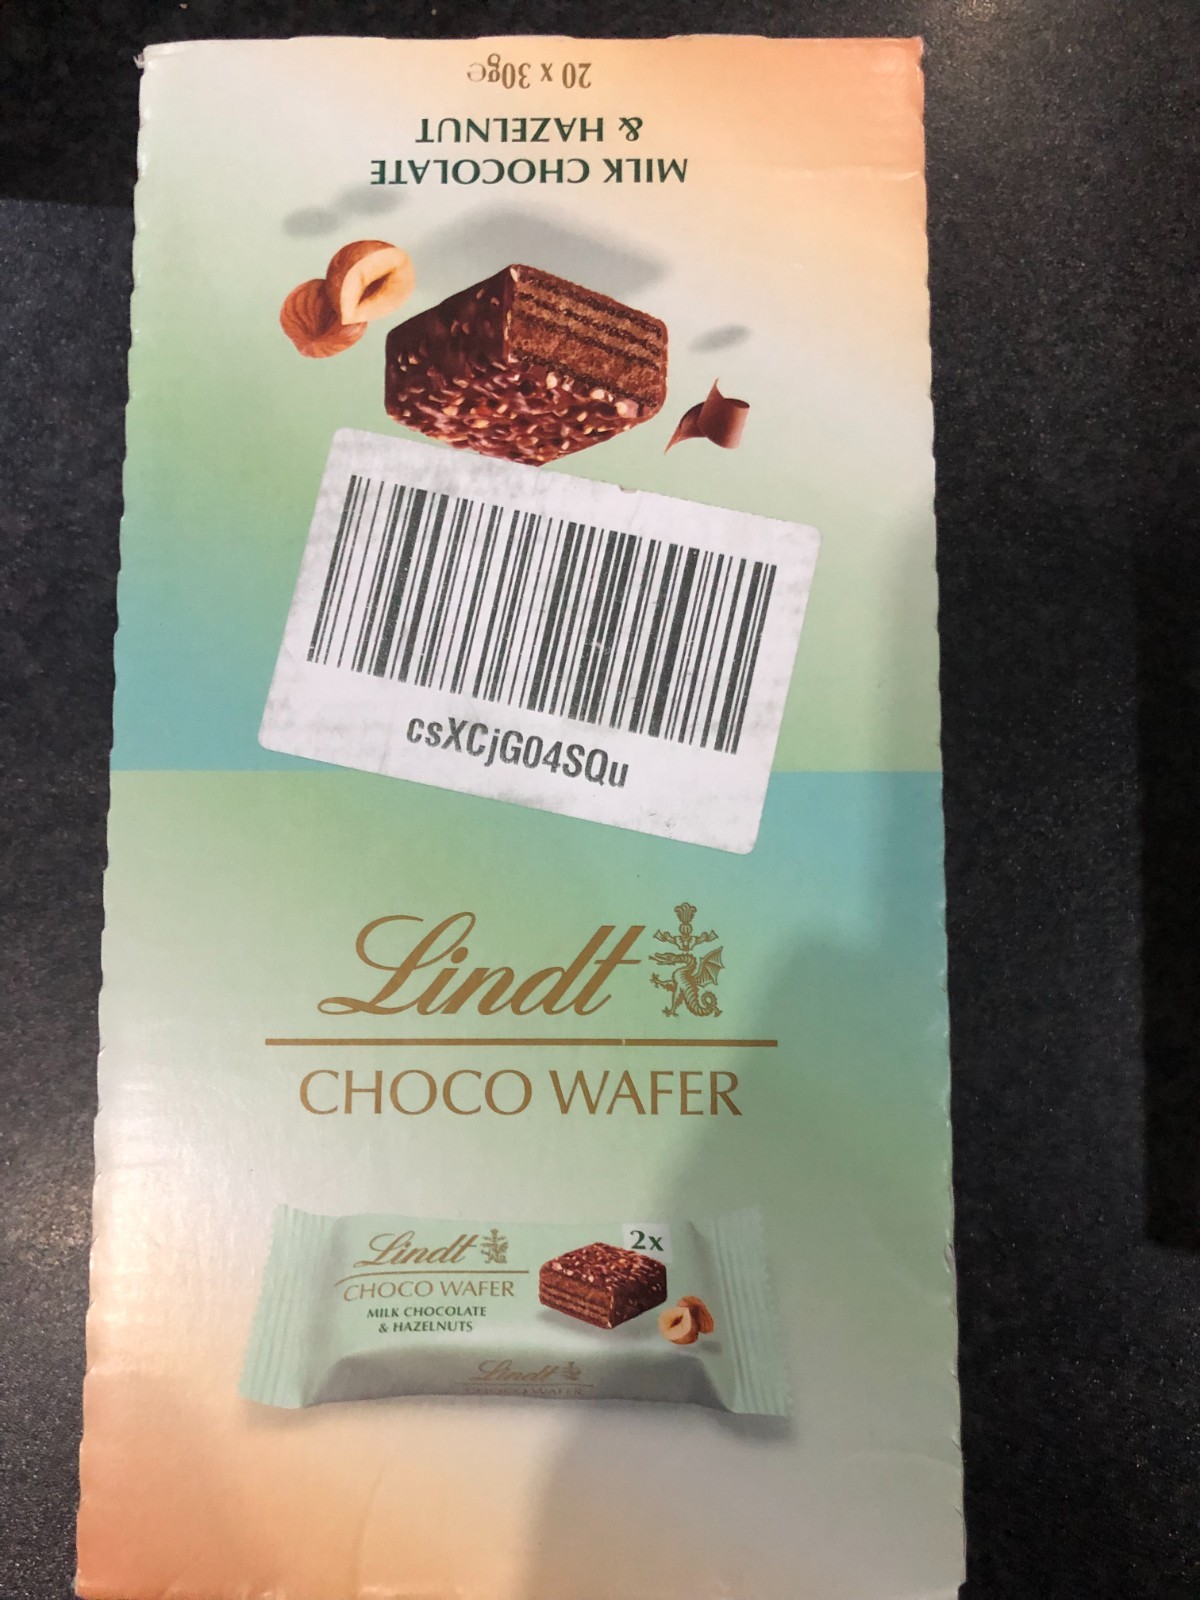 20 x 30g℮
MILK CHOCOLATE
& HAZELNUT
csXCjG04SQu
Lindt
CHOCO WAFER
Lindt
2x
CHOCO WAFER
MILK CHOCOLATE
& HAZELNUTS
Lindt
CHOCO WAFER